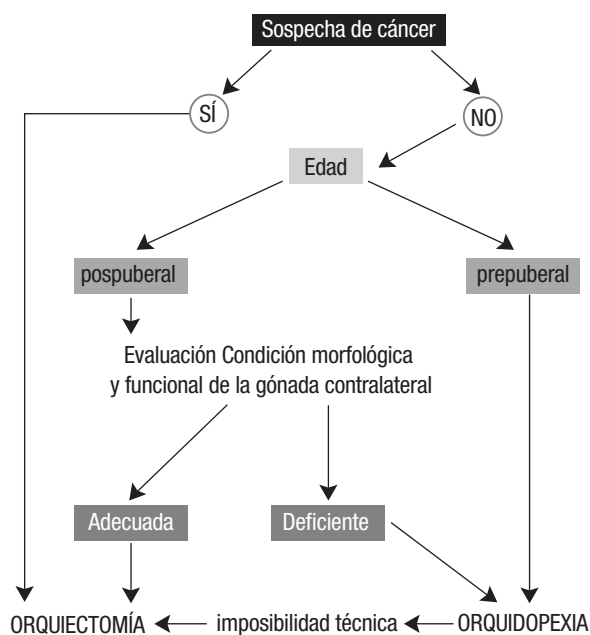 Sospecha de cáncer
SÍ
NO
Edad
pospuberal
prepuberal
Evaluación Condición morfológica
y funcional de la gónada contralateral
Adecuada
Deficiente
ORQUIECTOMÍA
imposibilidad técnica
ORQUIDOPEXIA